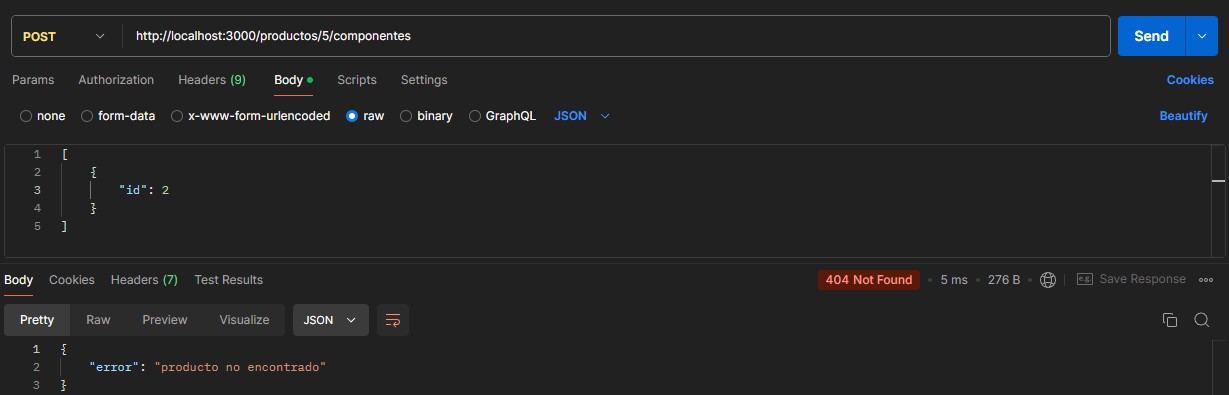 POST http://localhost:3000/productos/5/componentes Send
Params Authorization Headers (9) Body Scripts Settings Cookies
none form-data x-www-form-urlencoded raw binary GraphQL JSON Beautify
1 [
2 {
3 "id": 2
4 }
5 ]
Body Cookies Headers (7) Test Results 404 Not Found 5 ms 276 B e.g. Save Response
Pretty Raw Preview Visualize JSON
1 {
2 "error": "producto no encontrado"
3 }